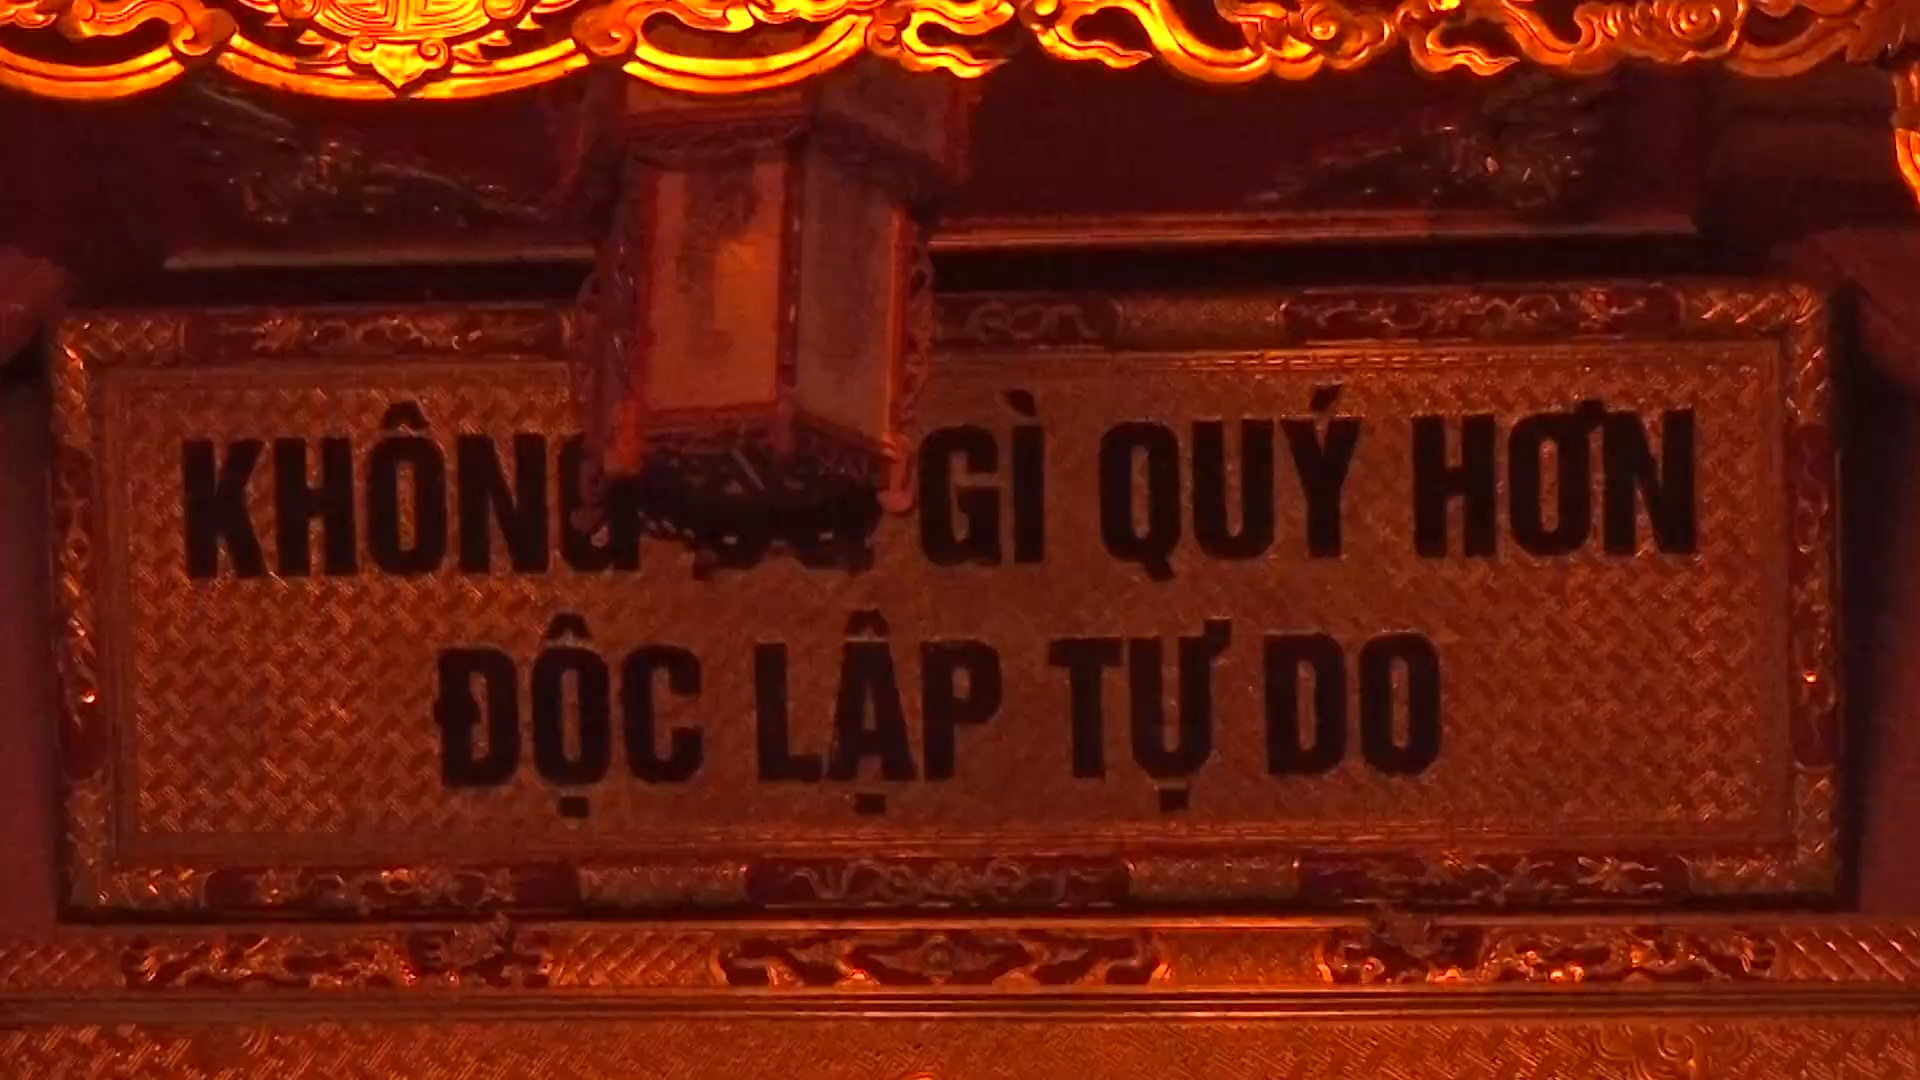 KHÔNG GÌ QUÝ HƠN
ĐỘC LẬP TỰ DO